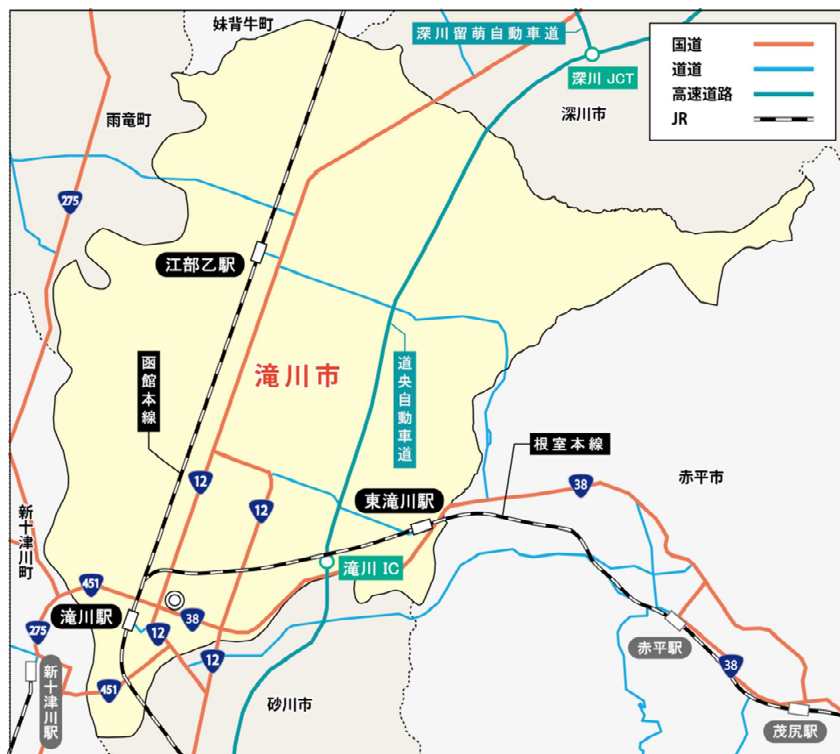 妹背牛町
深川留萌自動車道
深川 JCT
国道
道道
高速道路
JR
雨竜町
深川市
275
江部乙駅
函館本線
滝川市
道央自動車道
根室本線
赤平市
12
12
38
東滝川駅
新十津川町
滝川 IC
451
滝川駅
38
275
12
12
赤平駅
38
新十津川駅
451
砂川市
茂尻駅